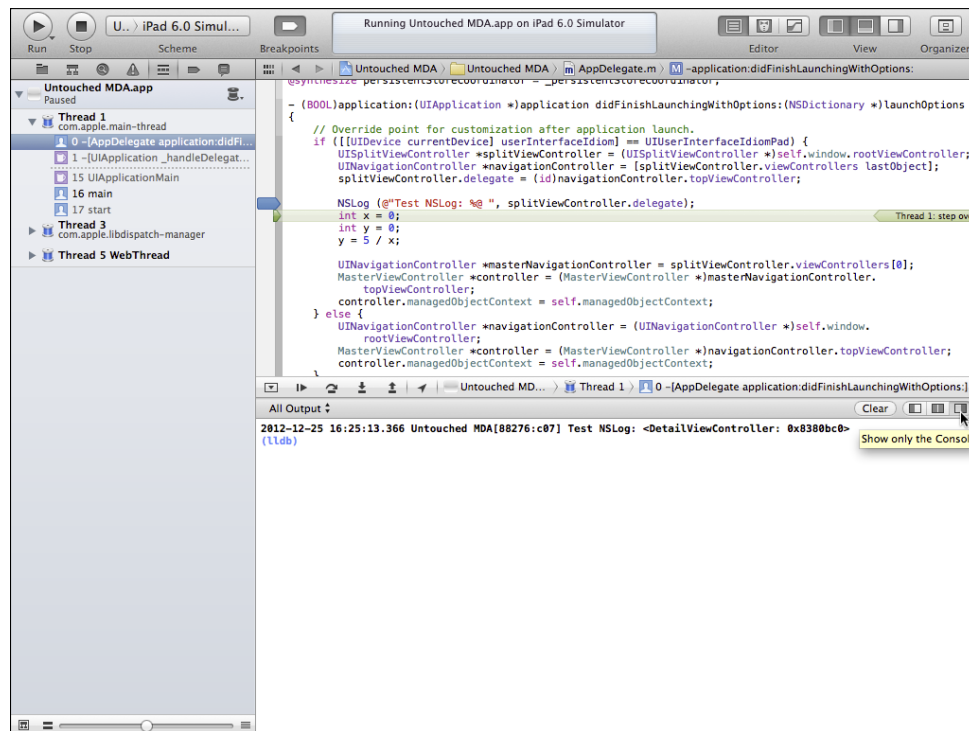 U.. › iPad 6.0 Simul...
Running Untouched MDA.app on iPad 6.0 Simulator
Run Stop Scheme Breakpoints Editor View Organizer
Untouched MDA › Untouched MDA › AppDelegate.m › M -application:didFinishLaunchingWithOptions:
Untouched MDA.app
Paused
Thread 1
com.apple.main-thread
0 -[AppDelegate application:didFi...
1 -[UIApplication _handleDelegat...
15 UIApplicationMain
16 main
17 start
Thread 3
com.apple.libdispatch-manager
Thread 5 WebThread
@synthesize persistentStoreCoordinator = _persistentStoreCoordinator;
- (BOOL)application:(UIApplication *)application didFinishLaunchingWithOptions:(NSDictionary *)launchOptions
{
// Override point for customization after application launch.
if ([[UIDevice currentDevice] userInterfaceIdiom] == UIUserInterfaceIdiomPad) {
UISplitViewController *splitViewController = (UISplitViewController *)self.window.rootViewController;
UINavigationController *navigationController = [splitViewController.viewControllers lastObject];
splitViewController.delegate = (id)navigationController.topViewController;
NSLog (@"Test NSLog: %@ ", splitViewController.delegate);
int x = 0;
Thread 1: step ove
int y = 0;
y = 5 / x;
UINavigationController *masterNavigationController = splitViewController.viewControllers[0];
MasterViewController *controller = (MasterViewController *)masterNavigationController.
topViewController;
controller.managedObjectContext = self.managedObjectContext;
} else {
UINavigationController *navigationController = (UINavigationController *)self.window.
rootViewController;
MasterViewController *controller = (MasterViewController *)navigationController.topViewController;
controller.managedObjectContext = self.managedObjectContext;
}
Untouched MD... › Thread 1 › 0 -[AppDelegate application:didFinishLaunchingWithOptions:]
All Output Clear
2012-12-25 16:25:13.366 Untouched MDA[88276:c07] Test NSLog: <DetailViewController: 0x8380bc0>
(lldb)
Show only the Consol